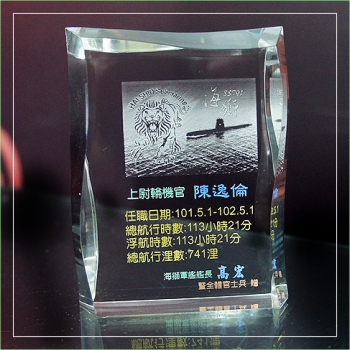 海獅
上尉輪機官 陳逸倫
任職日期:101.5.1-102.5.1
總航行時數:113小時21分
浮航時數:113小時21分
總航行浬數:741浬
海獅軍艦艦長 高宏
暨全體官士兵 贈